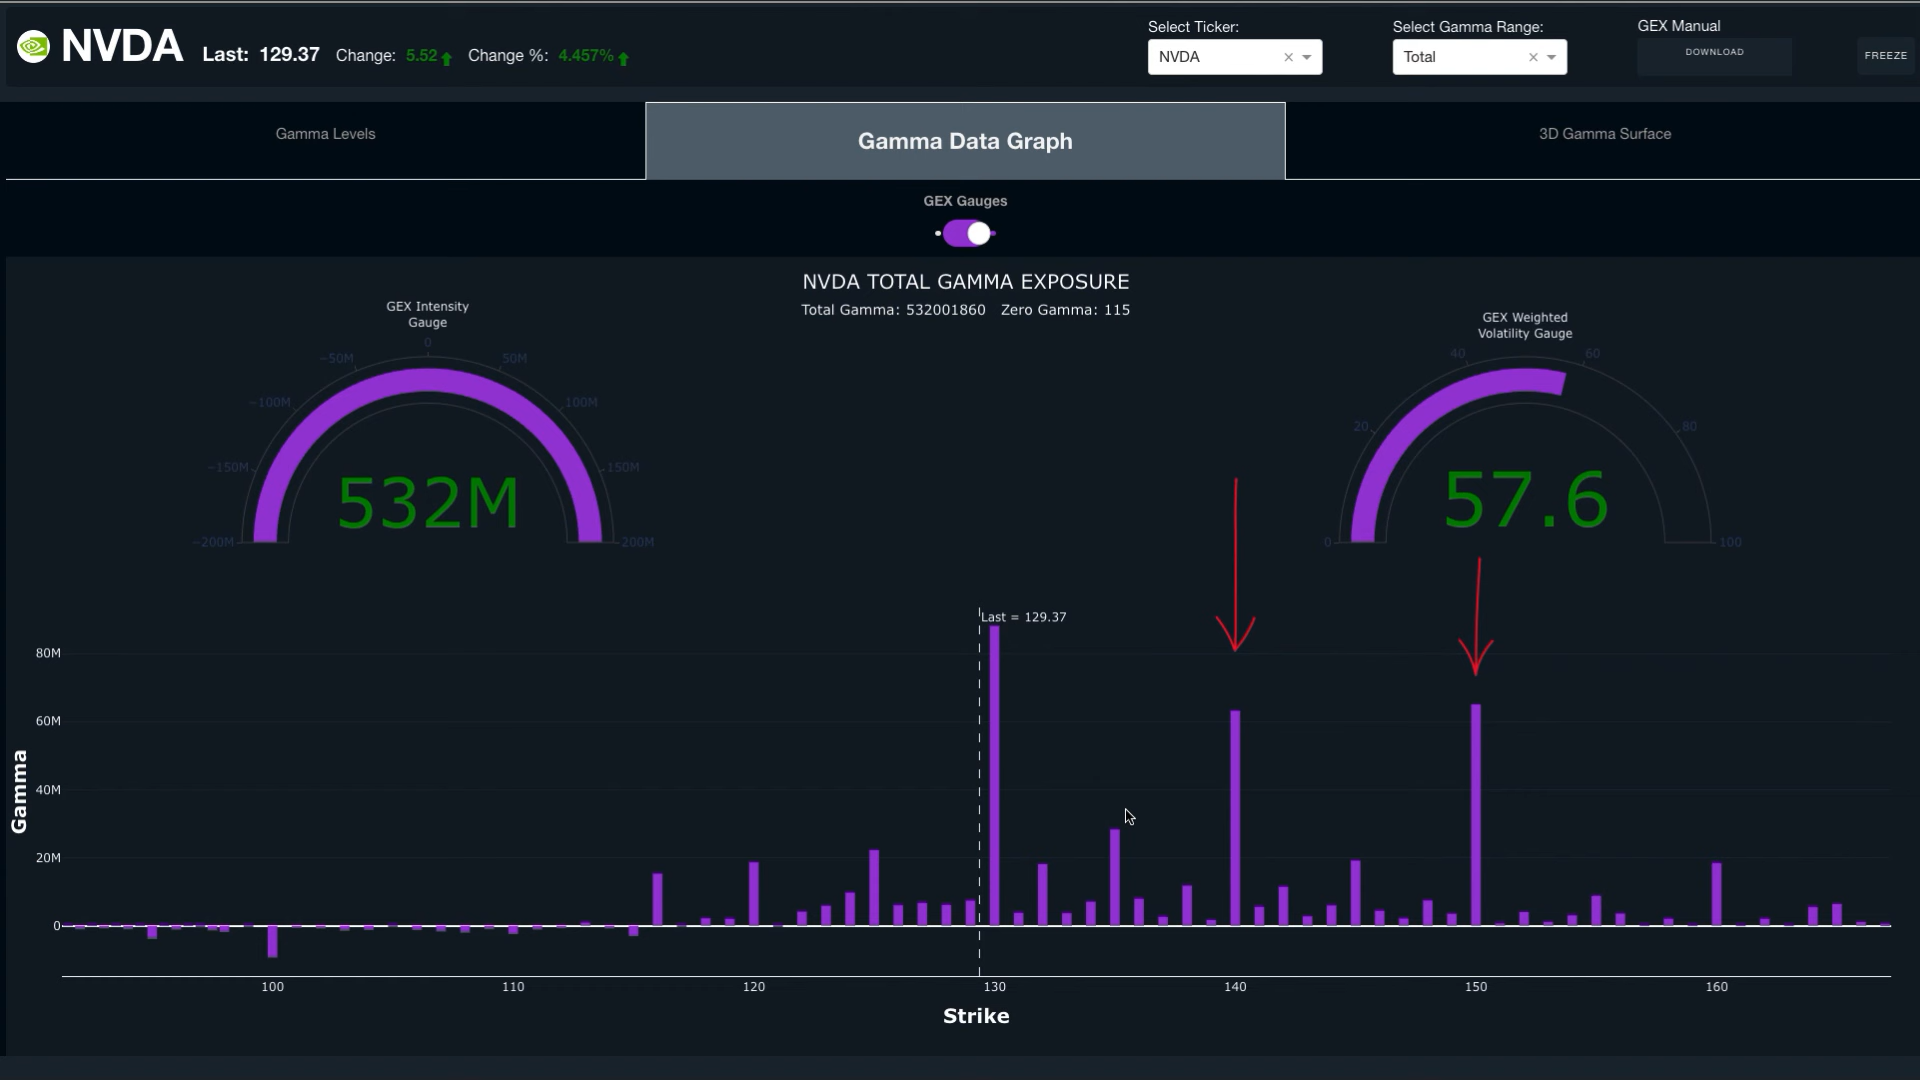 NVDA Last: 129.37 Change: 5.52 Change %: 4.457%
Select Ticker: Select Gamma Range: GEX Manual
NVDA × Total × DOWNLOAD FREEZE
Gamma Levels Gamma Data Graph 3D Gamma Surface
GEX Gauges
NVDA TOTAL GAMMA EXPOSURE
Total Gamma: 532001860 Zero Gamma: 115
GEX Intensity
Gauge
−200M −150M −100M −50M 0 50M 100M 150M 200M
532M
GEX Weighted
Volatility Gauge
0 20 40 60 80 100
57.6
Last = 129.37
80M
60M
40M
20M
0
Gamma
100 110 120 130 140 150 160
Strike